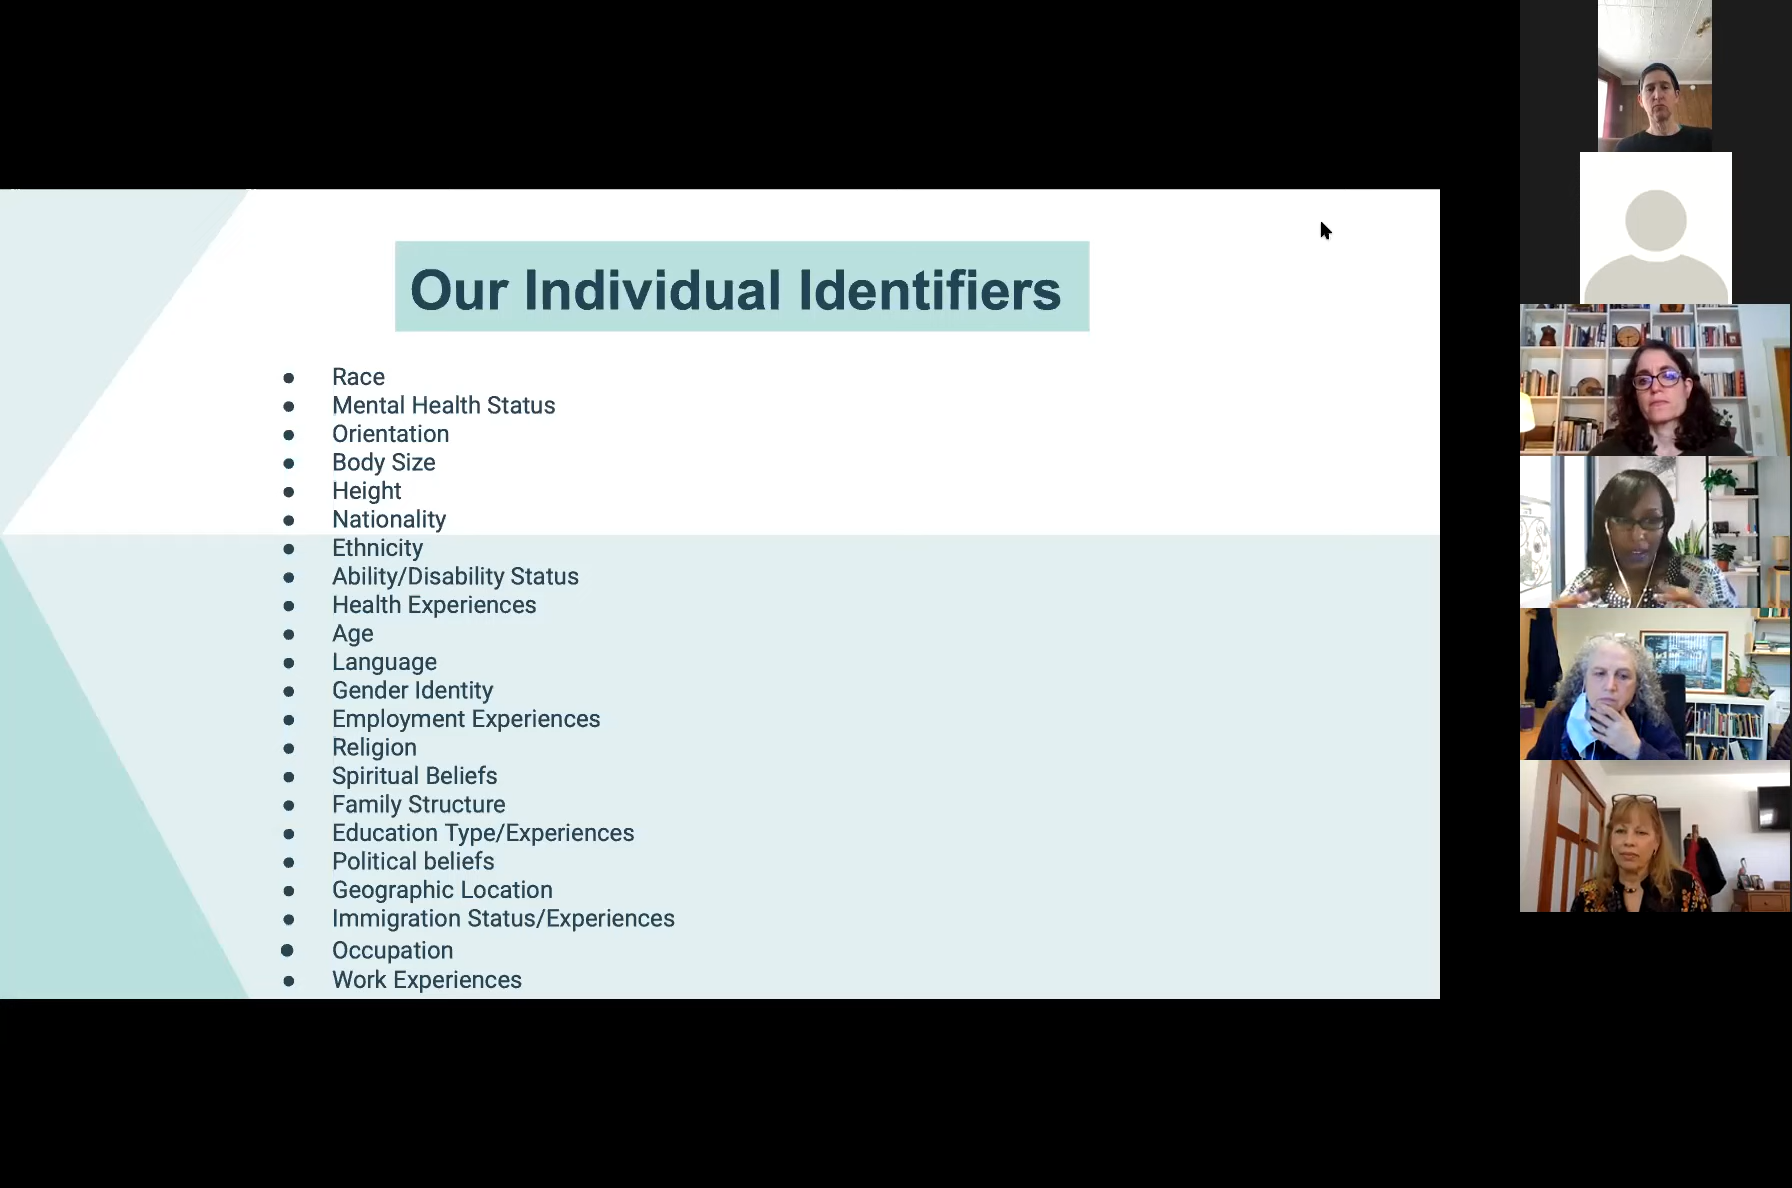 Our Individual Identifiers
● Race
● Mental Health Status
● Orientation
● Body Size
● Height
● Nationality
● Ethnicity
● Ability/Disability Status
● Health Experiences
● Age
● Language
● Gender Identity
● Employment Experiences
● Religion
● Spiritual Beliefs
● Family Structure
● Education Type/Experiences
● Political beliefs
● Geographic Location
● Immigration Status/Experiences
● Occupation
● Work Experiences